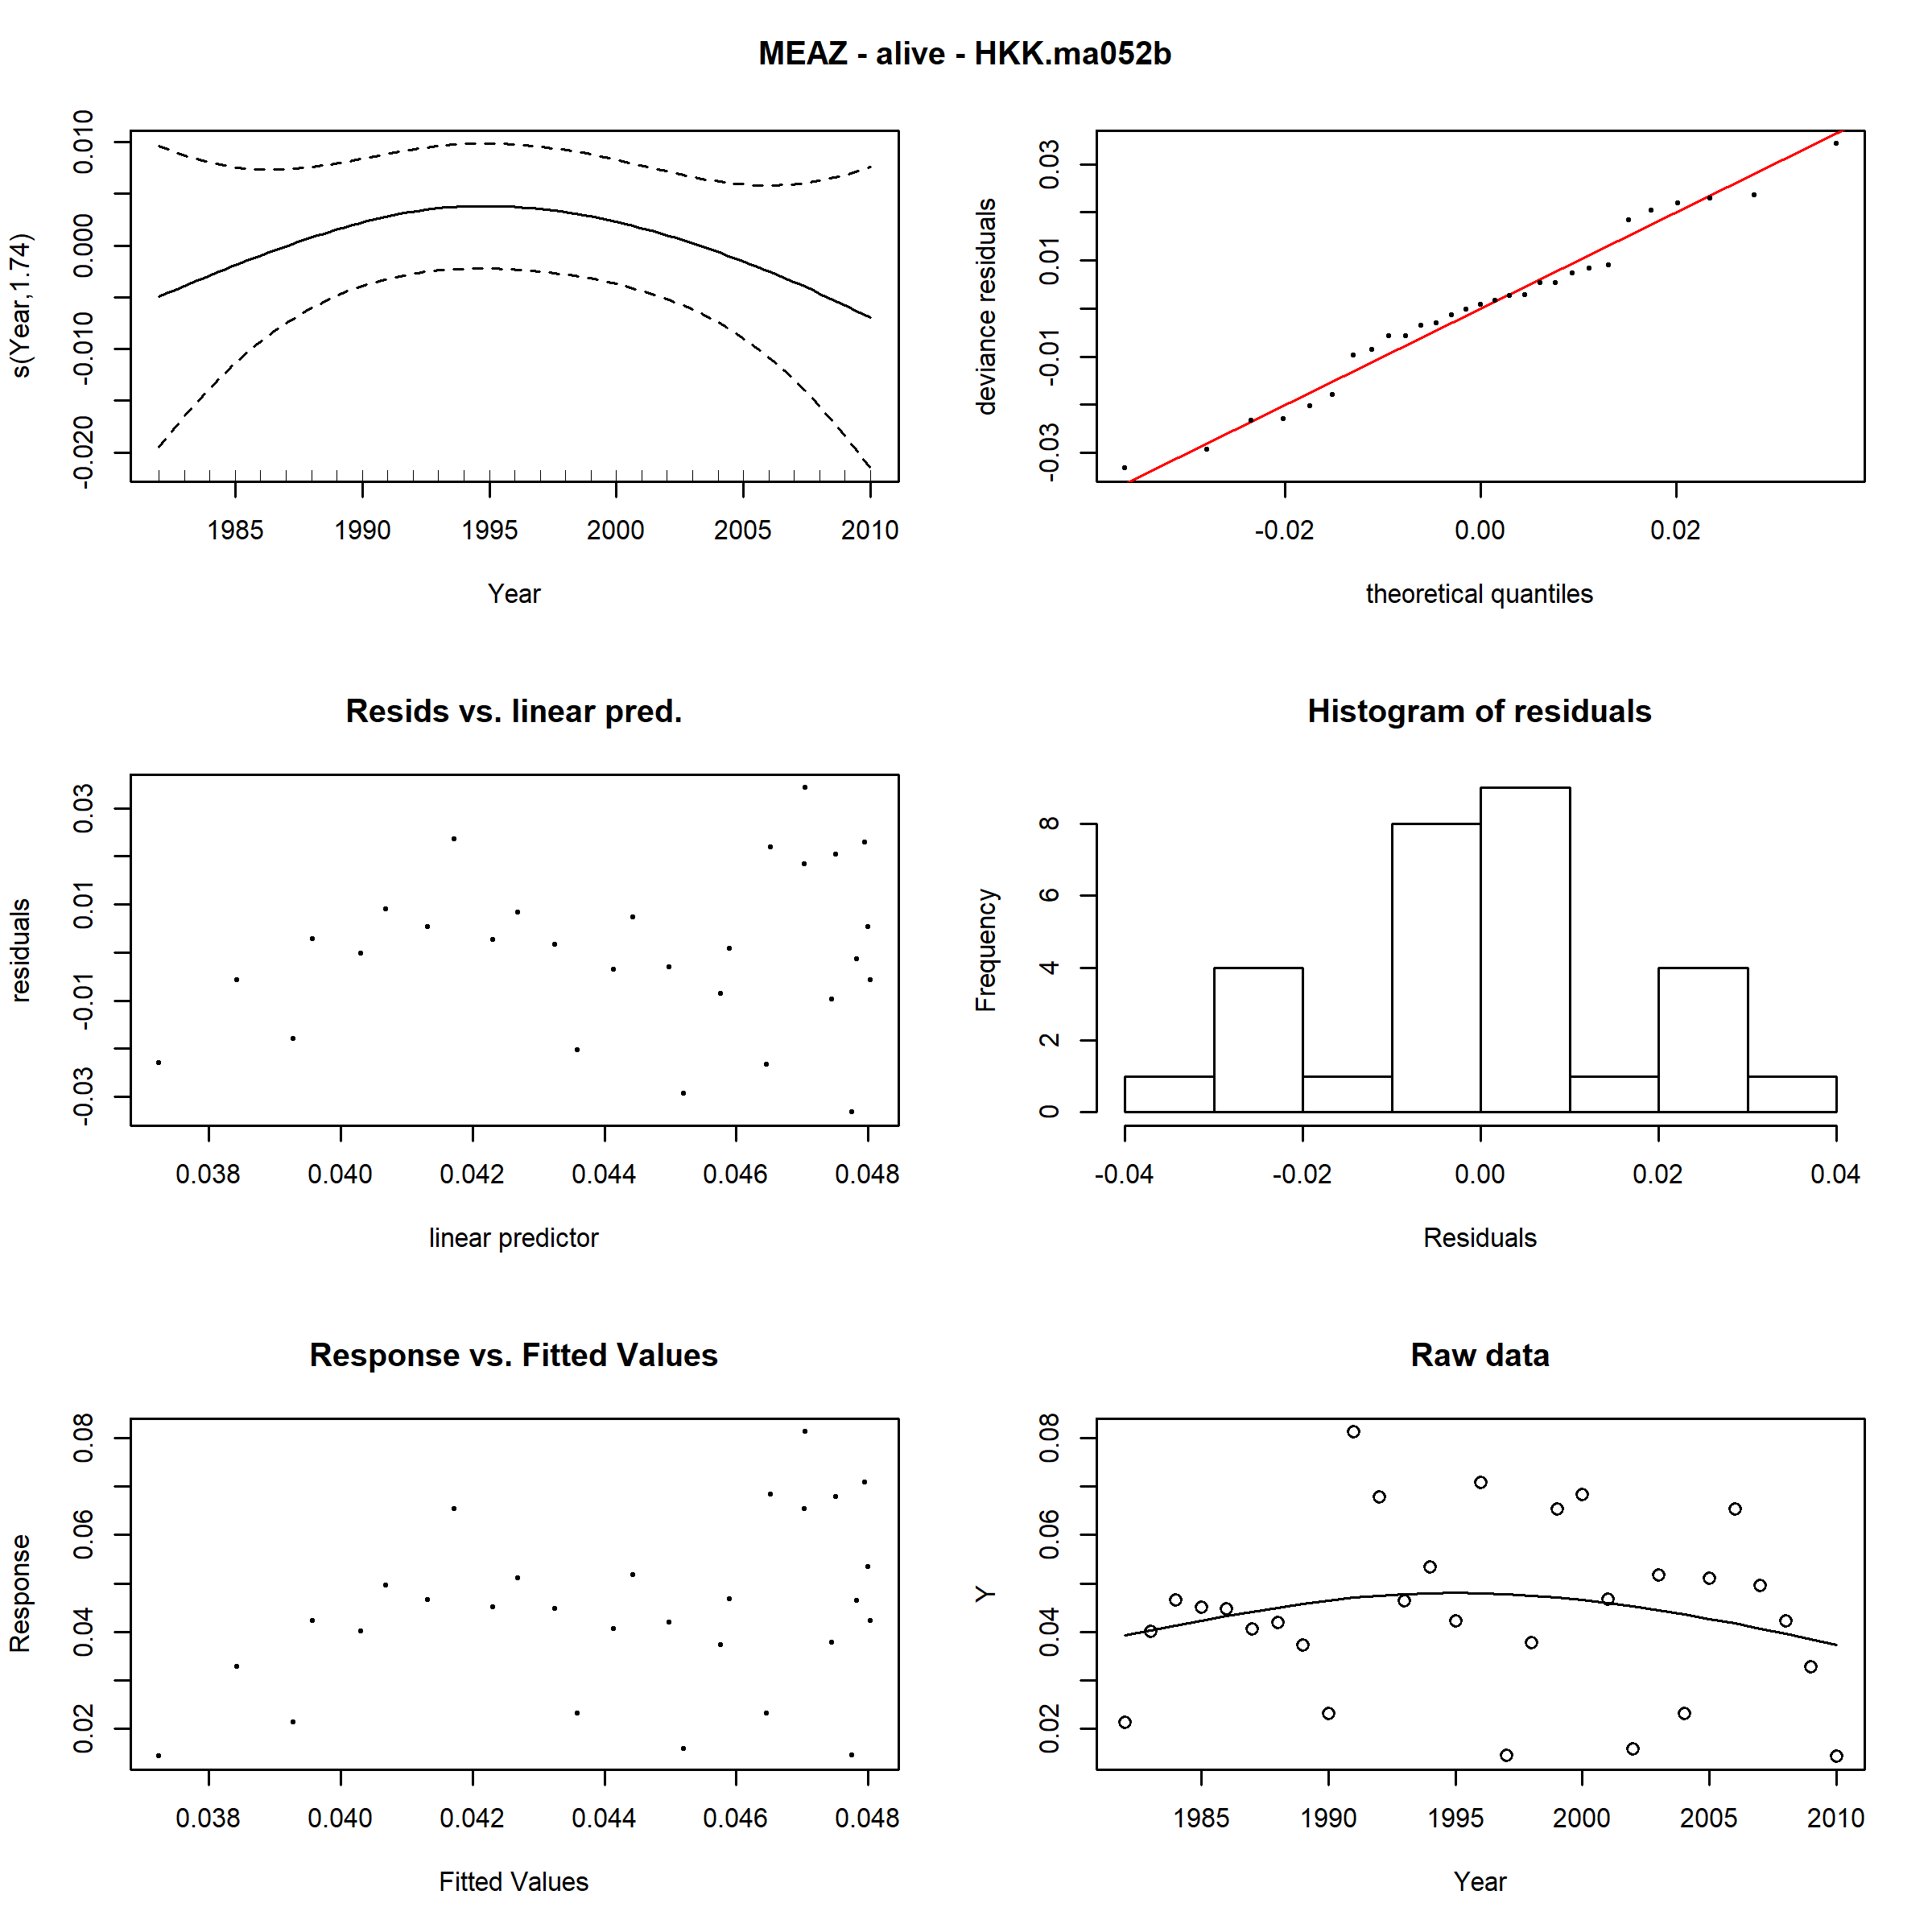 MEAZ - alive - HKK.ma052b
s(Year,1.74)
0.010
0.000
-0.010
-0.020
1985 1990 1995 2000 2005 2010
Year
deviance residuals
0.03
0.01
-0.01
-0.03
-0.02 0.00 0.02
theoretical quantiles
Resids vs. linear pred.
residuals
0.03
0.01
-0.01
-0.03
0.038 0.040 0.042 0.044 0.046 0.048
linear predictor
Histogram of residuals
Frequency
8
6
4
2
0
-0.04 -0.02 0.00 0.02 0.04
Residuals
Response vs. Fitted Values
Response
0.08
0.06
0.04
0.02
0.038 0.040 0.042 0.044 0.046 0.048
Fitted Values
Raw data
Y
0.08
0.06
0.04
0.02
1985 1990 1995 2000 2005 2010
Year